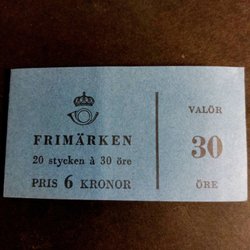 FRIMÄRKEN
20 stycken à 30 öre
PRIS 6 KRONOR
VALÖR
30
ÖRE